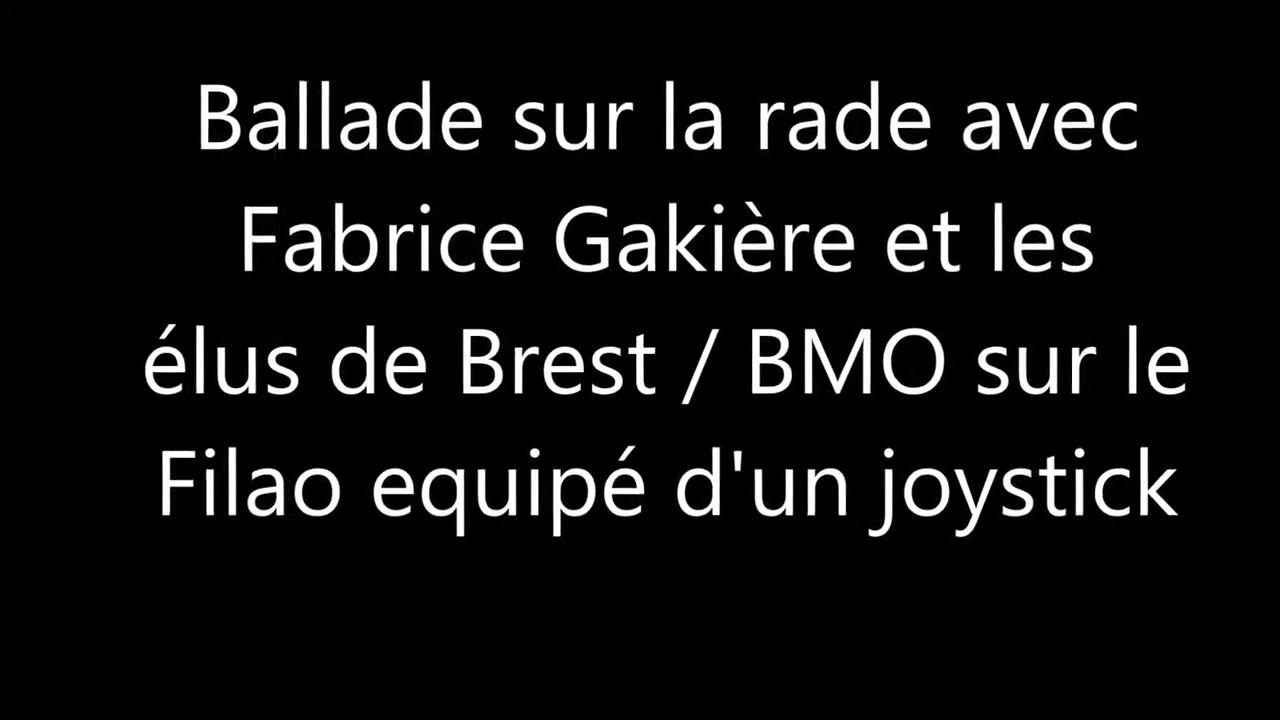 Ballade sur la rade avec
Fabrice Gakière et les
élus de Brest / BMO sur le
Filao equipé d'un joystick